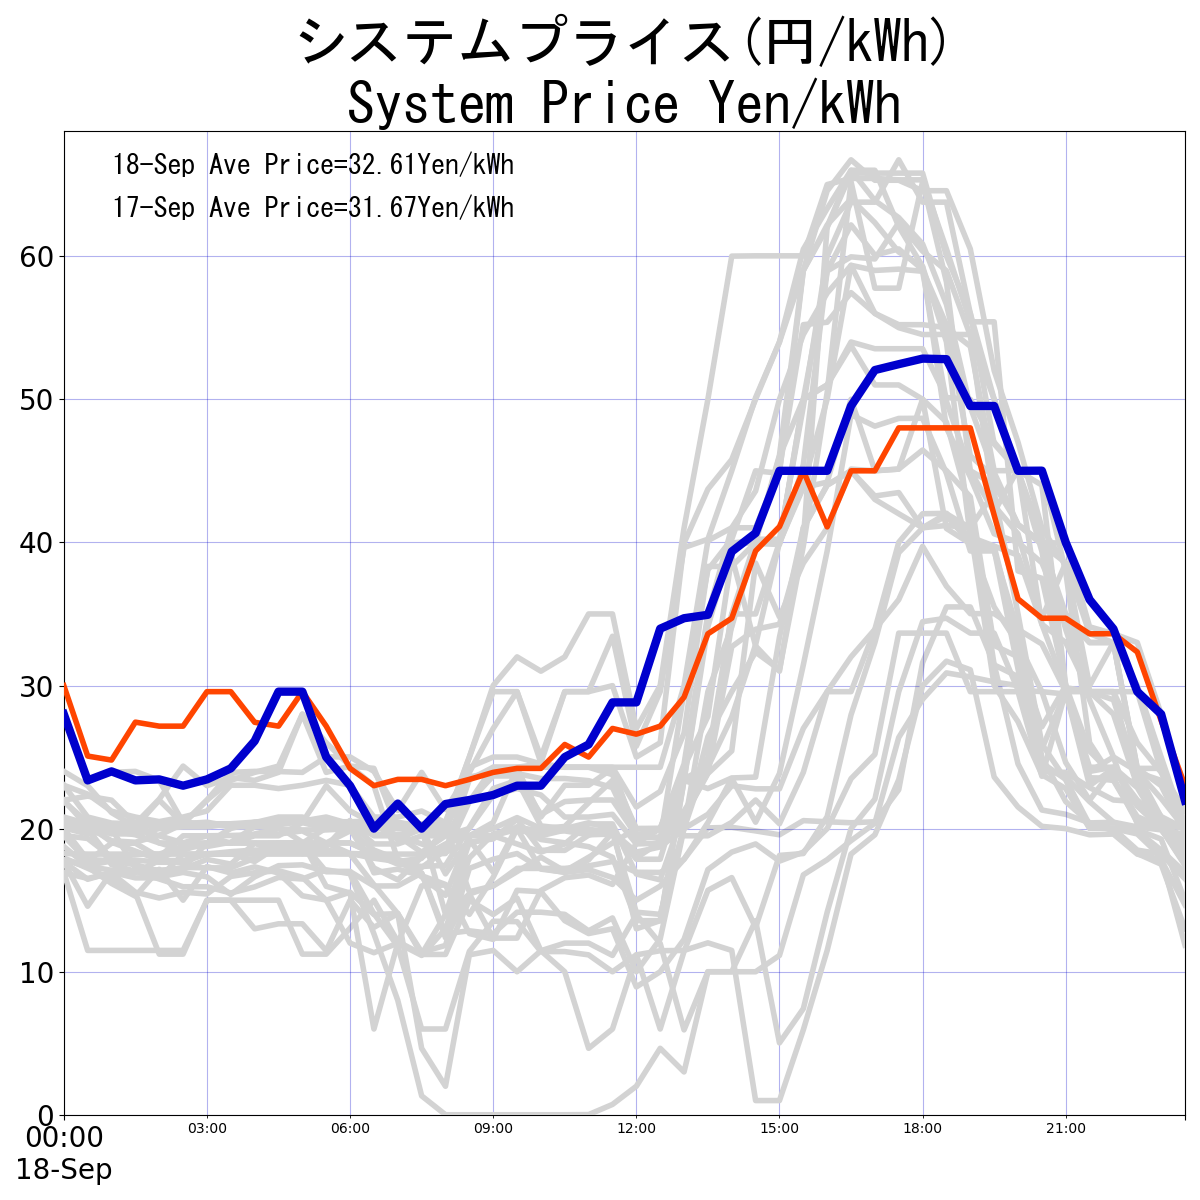 システムプライス(円/kWh)
System Price Yen/kWh
18-Sep Ave Price=32.61Yen/kWh
17-Sep Ave Price=31.67Yen/kWh
60
50
40
30
20
10
0
00:00 03:00 06:00 09:00 12:00 15:00 18:00 21:00
18-Sep